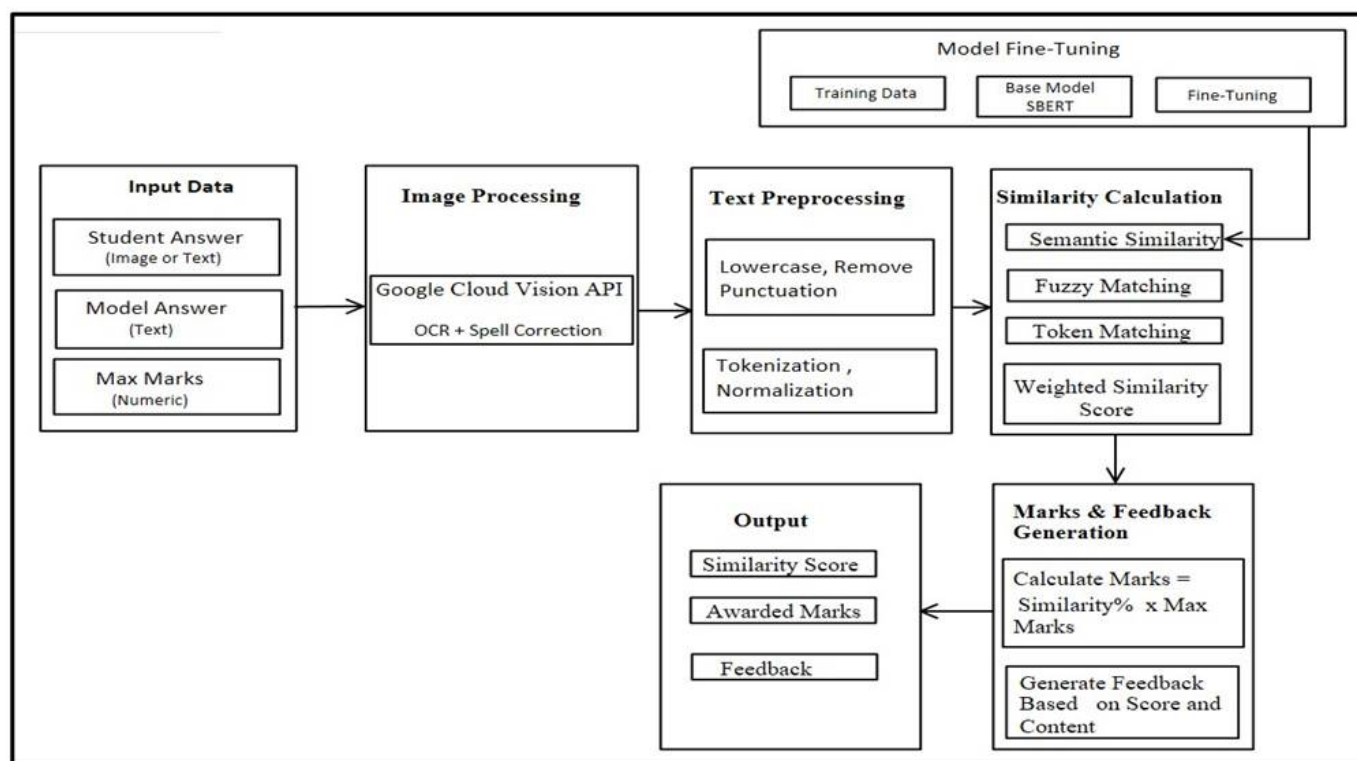 Model Fine-Tuning
Training Data
Base Model
SBERT
Fine-Tuning
Input Data
Student Answer
(Image or Text)
Model Answer
(Text)
Max Marks
(Numeric)
Image Processing
Google Cloud Vision API
OCR + Spell Correction
Text Preprocessing
Lowercase, Remove
Punctuation
Tokenization ,
Normalization
Similarity Calculation
Semantic Similarity
Fuzzy Matching
Token Matching
Weighted Similarity
Score
Marks & Feedback
Generation
Calculate Marks =
Similarity% x Max
Marks
Generate Feedback
Based on Score and
Content
Output
Similarity Score
Awarded Marks
Feedback